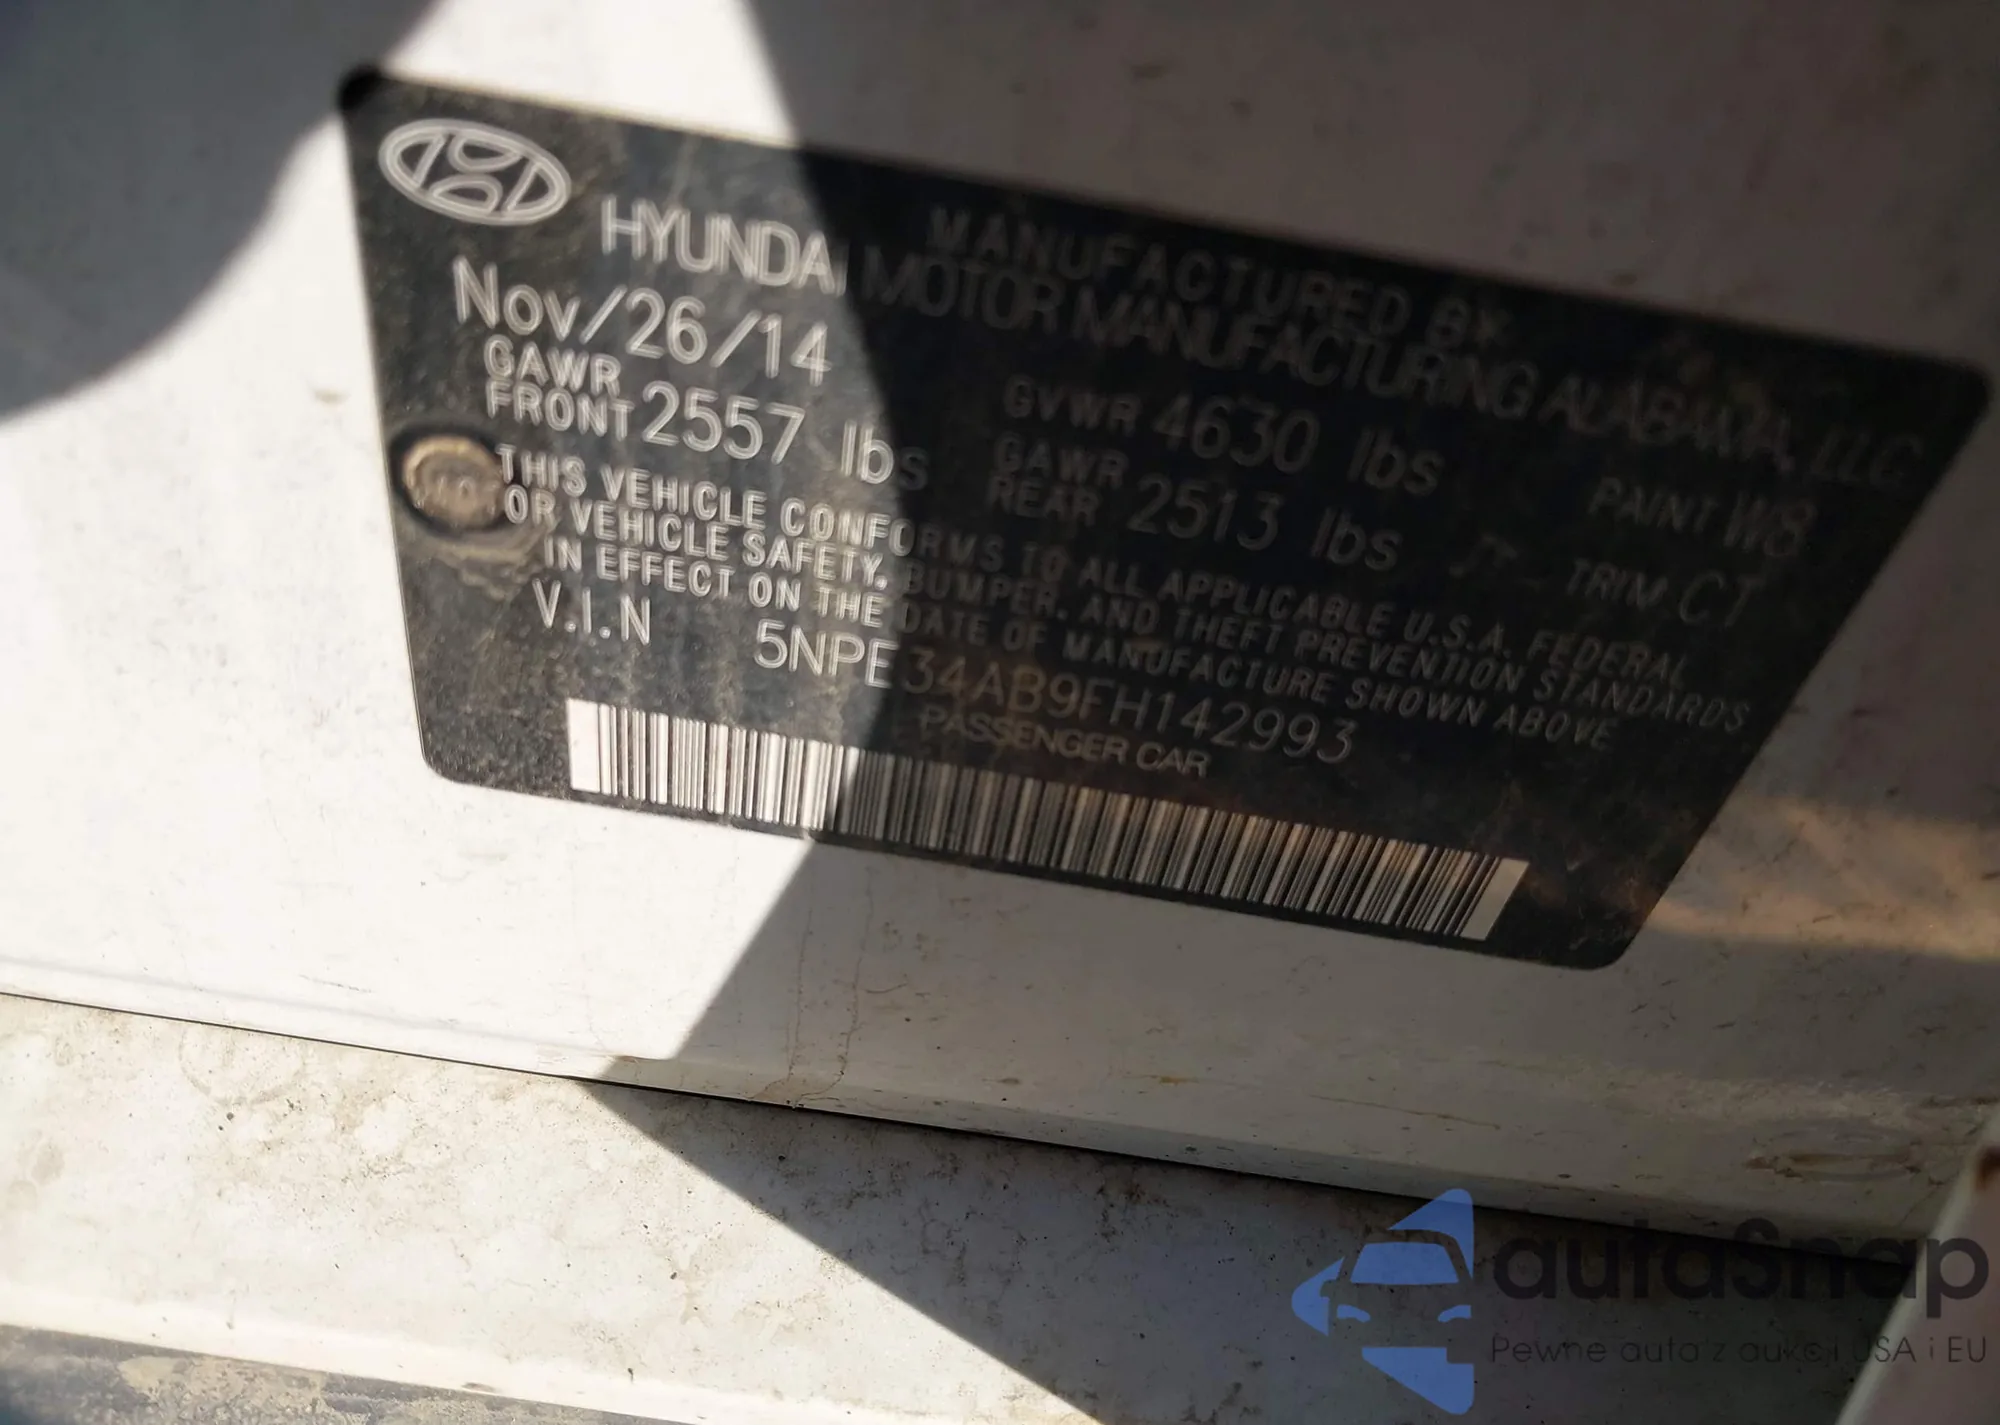 MANUFACTURED BY
HYUNDAI MOTOR MANUFACTURING ALABAMA, LLC
Nov/26/14 GVWR 4630 lbs PAINT W8
GAWR FRONT 2557 lbs GAWR REAR 2513 lbs TRIM CT
THIS VEHICLE CONFORMS TO ALL APPLICABLE U.S.A. FEDERAL
OR VEHICLE SAFETY, BUMPER, AND THEFT PREVENTION STANDARDS
IN EFFECT ON THE DATE OF MANUFACTURE SHOWN ABOVE
V.I.N 5NPE34AB9FH142993
PASSENGER CAR
autaSnap
Pewne auta z aukcji USA i EU